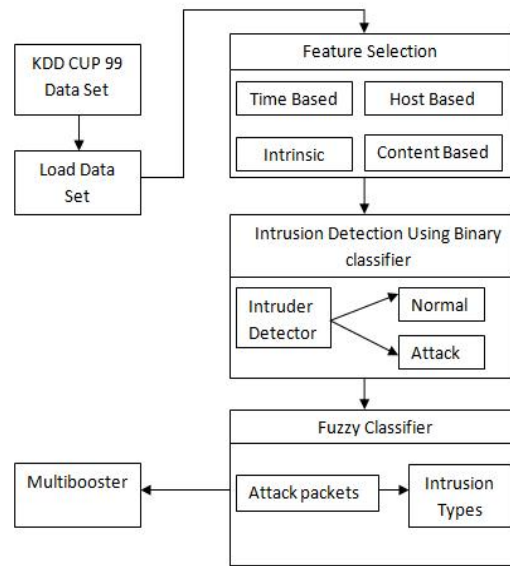 KDD CUP 99
Data Set
Load Data
Set
Feature Selection
Time Based
Host Based
Intrinsic
Content Based
Intrusion Detection Using Binary
classifier
Intruder
Detector
Normal
Attack
Fuzzy Classifier
Attack packets
Intrusion
Types
Multibooster